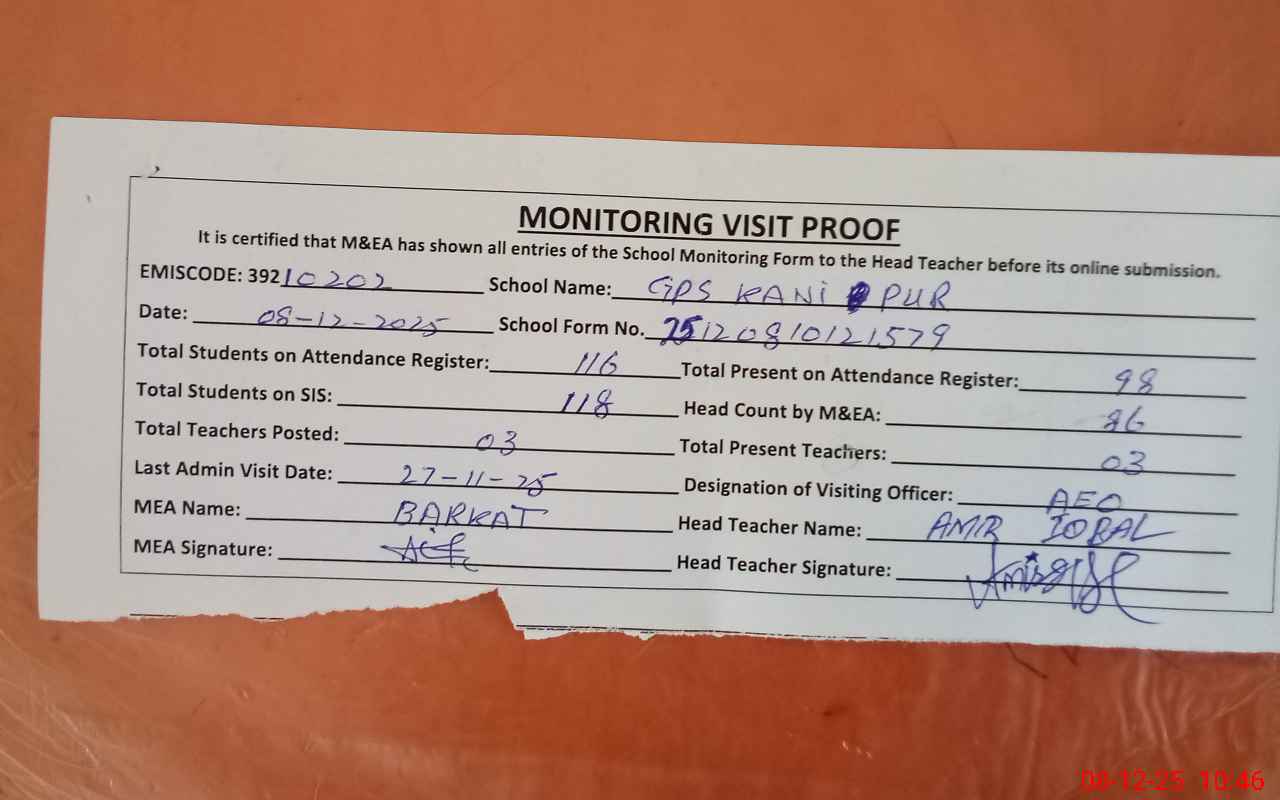 MONITORING VISIT PROOF
It is certified that M&EA has shown all entries of the School Monitoring Form to the Head Teacher before its online submission.
EMISCODE: 39210202 School Name: GPS KANI PUR
Date: 08-12-2025 School Form No. 25120810121579
Total Students on Attendance Register: 116 Total Present on Attendance Register: 98
Total Students on SIS: 118 Head Count by M&EA: 86
Total Teachers Posted: 03 Total Present Teachers: 03
Last Admin Visit Date: 27-11-25 Designation of Visiting Officer: AEO
MEA Name: BARKAT Head Teacher Name: AMIR IQBAL
MEA Signature: Head Teacher Signature:
08-12-25 10:46